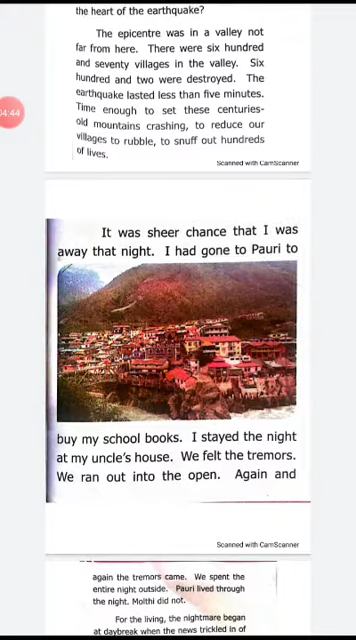 the heart of the earthquake?
The epicentre was in a valley not
far from here. There were six hundred
and seventy villages in the valley. Six
hundred and two were destroyed. The
earthquake lasted less than five minutes.
Time enough to set these centuries-
old mountains crashing, to reduce our
villages to rubble, to snuff out hundreds
of lives.
Scanned with CamScanner
04:44
It was sheer chance that I was
away that night. I had gone to Pauri to
buy my school books. I stayed the night
at my uncle's house. We felt the tremors.
We ran out into the open. Again and
Scanned with CamScanner
again the tremors came. We spent the
entire night outside. Pauri lived through
the night. Molthi did not.
For the living, the nightmare began
at daybreak when the news trickled in of